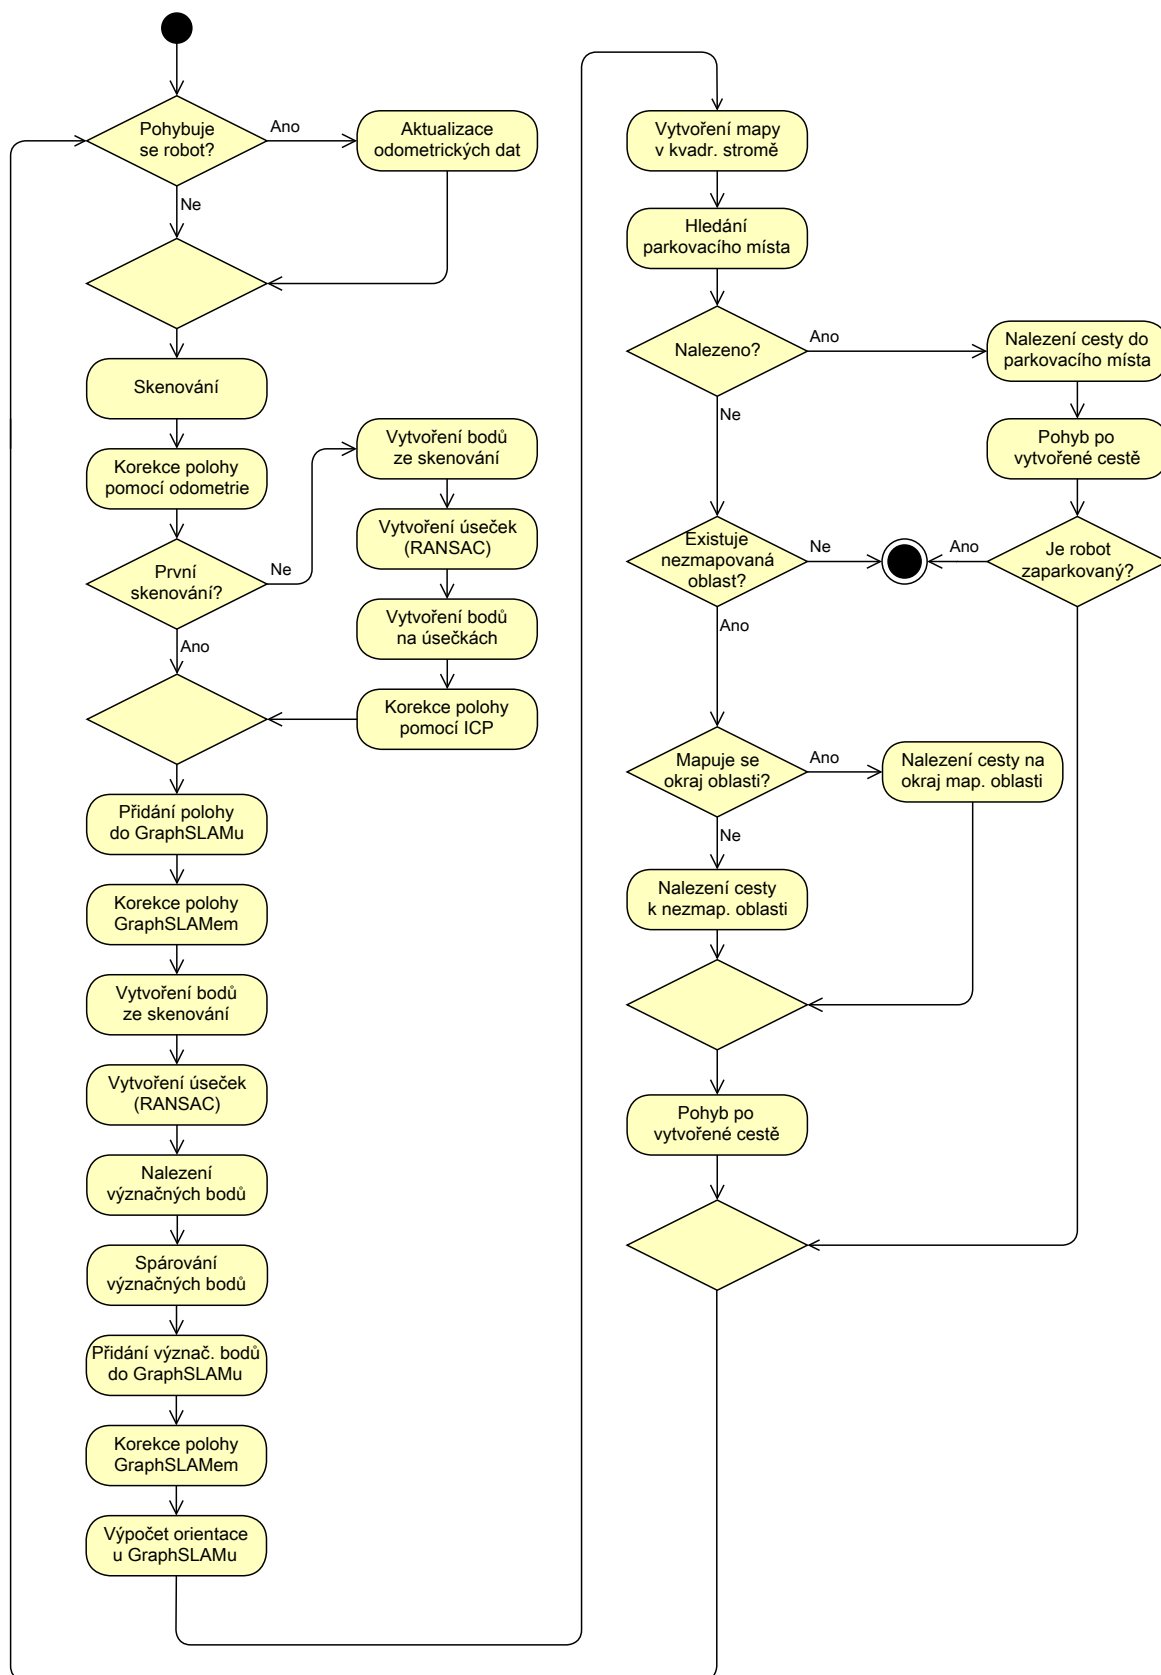 Pohybuje
se robot?
Ano
Aktualizace
odometrických dat
Ne
Skenování
Korekce polohy
pomocí odometrie
První
skenování?
Ne
Vytvoření bodů
ze skenování
Vytvoření úseček
(RANSAC)
Vytvoření bodů
na úsečkách
Korekce polohy
pomocí ICP
Ano
Přidání polohy
do GraphSLAMu
Korekce polohy
GraphSLAMem
Vytvoření bodů
ze skenování
Vytvoření úseček
(RANSAC)
Nalezení
význačných bodů
Spárování
význačných bodů
Přidání význač. bodů
do GraphSLAMu
Korekce polohy
GraphSLAMem
Výpočet orientace
u GraphSLAMu
Vytvoření mapy
v kvadr. stromě
Hledání
parkovacího místa
Nalezeno?
Ano
Nalezení cesty do
parkovacího místa
Pohyb po
vytvořené cestě
Je robot
zaparkovaný?
Ano
Ne
Existuje
nezmapovaná
oblast?
Ne
Ano
Mapuje se
okraj oblasti?
Ano
Nalezení cesty na
okraj map. oblasti
Ne
Nalezení cesty
k nezmap. oblasti
Pohyb po
vytvořené cestě